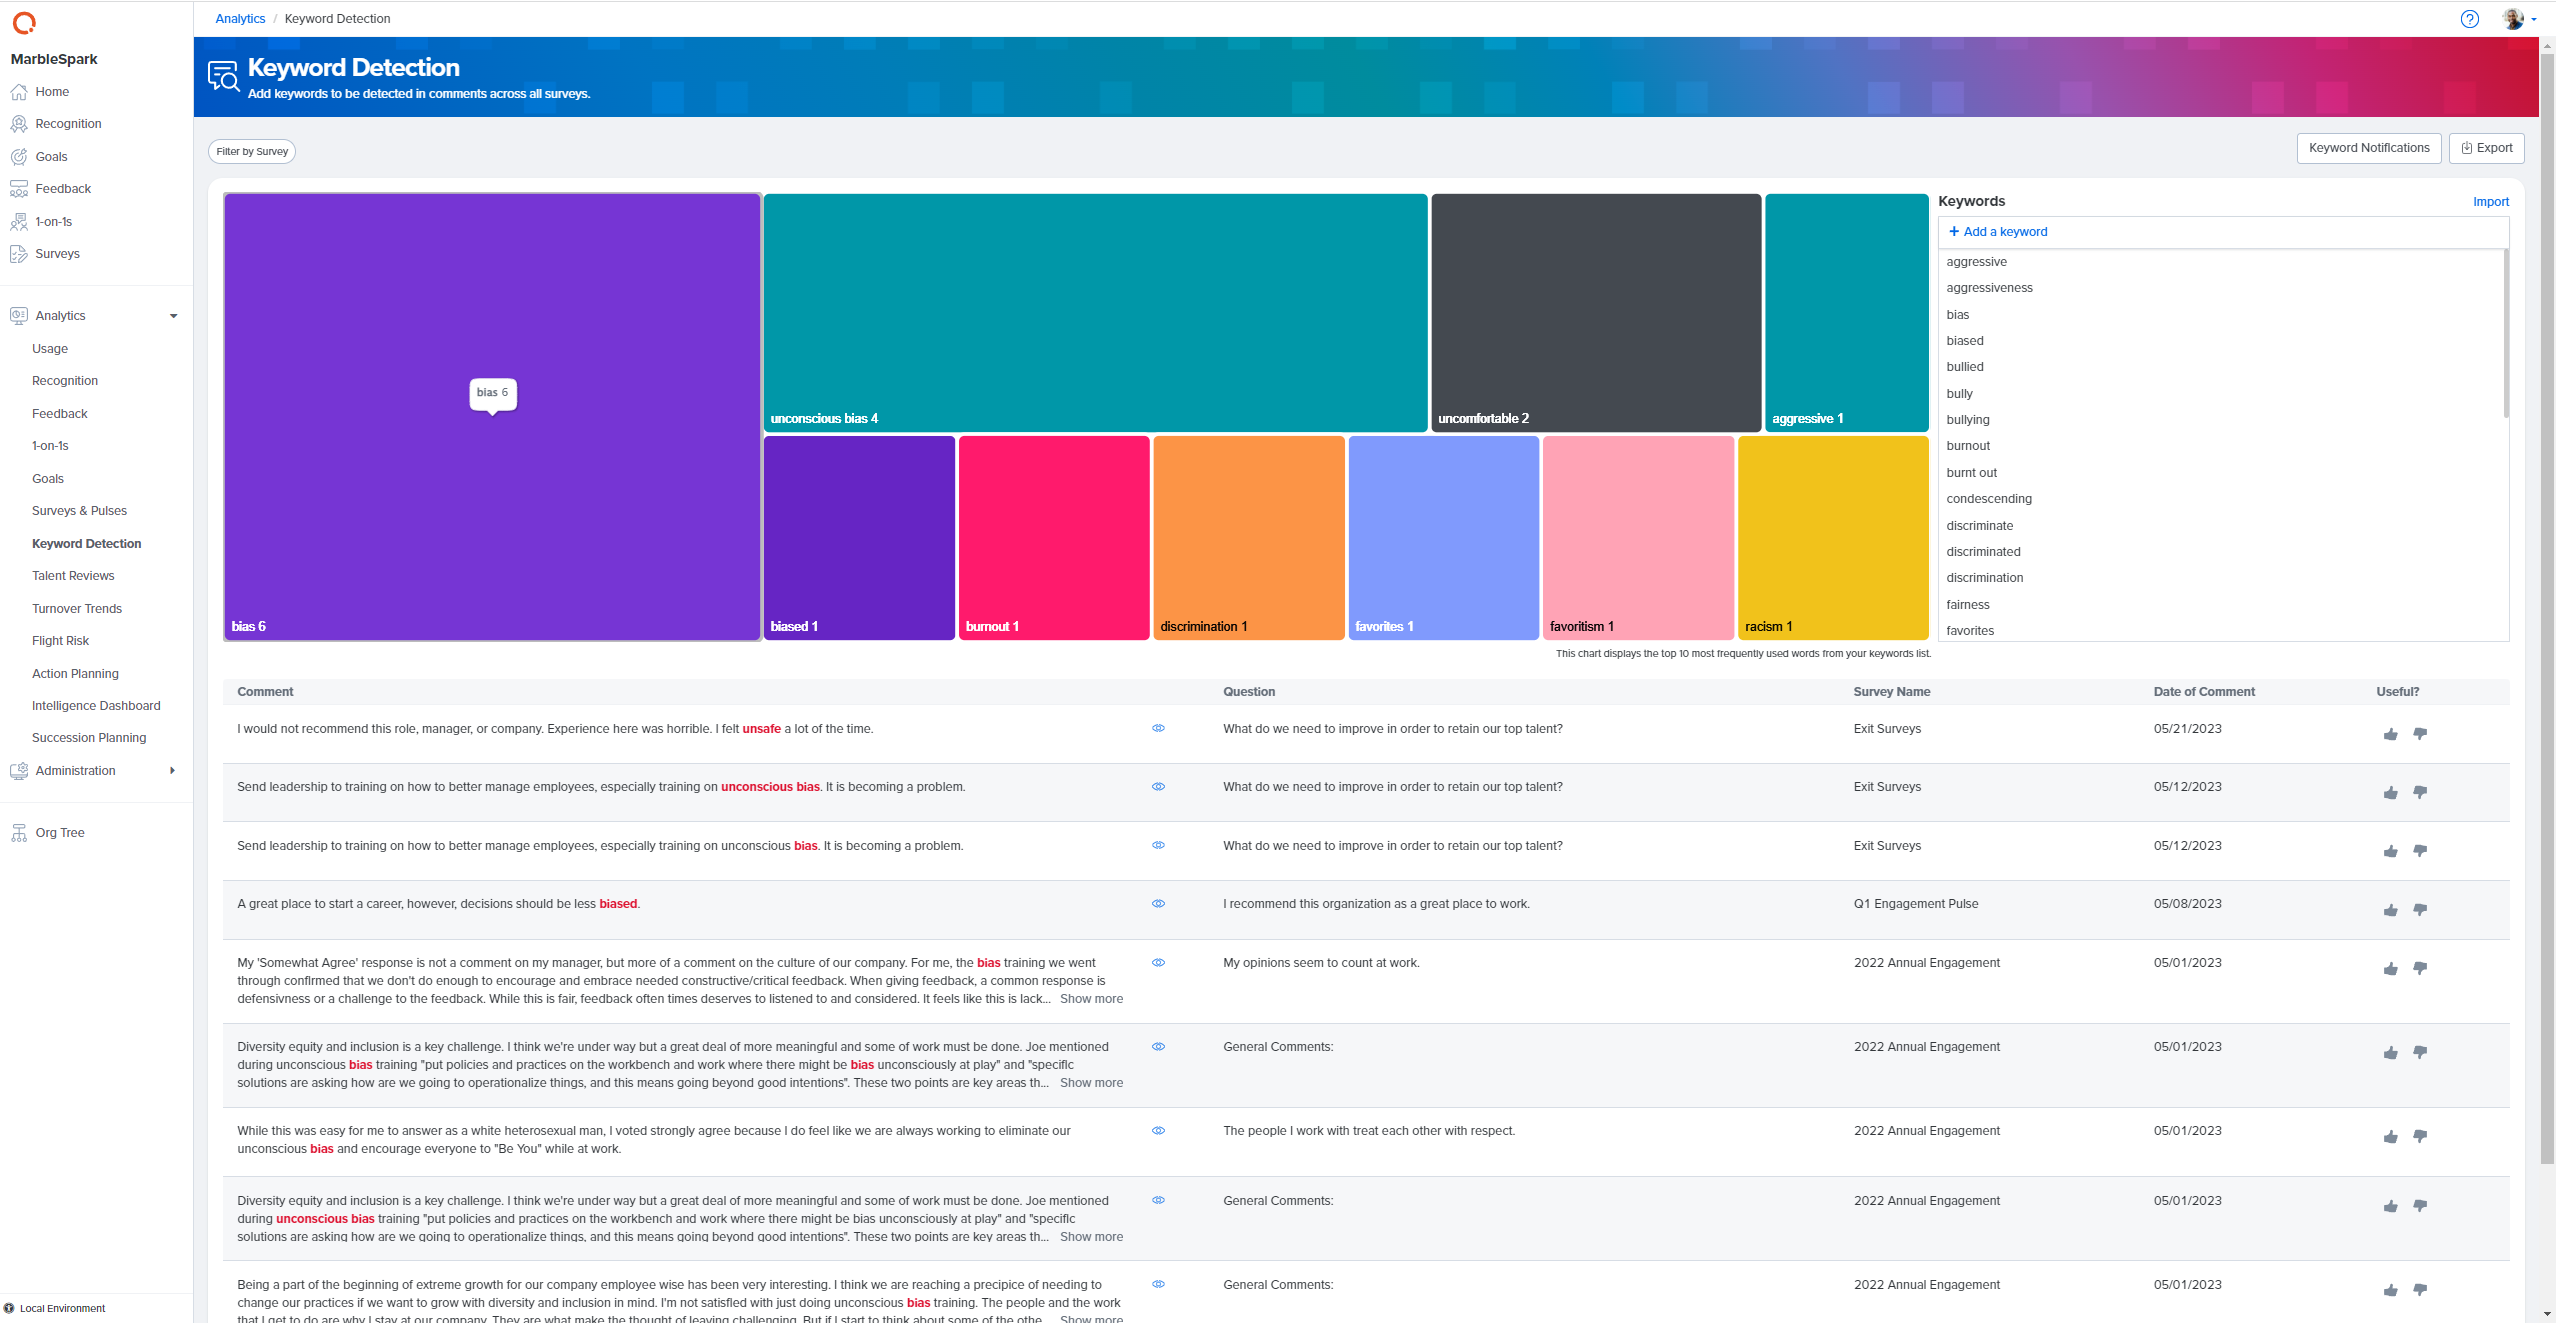 Analytics / Keyword Detection
MarbleSpark
Home
Recognition
Goals
Feedback
1-on-1s
Surveys
Analytics
Usage
Recognition
Feedback
1-on-1s
Goals
Surveys & Pulses
Keyword Detection
Talent Reviews
Turnover Trends
Flight Risk
Action Planning
Intelligence Dashboard
Succession Planning
Administration
Org Tree
Local Environment
Keyword Detection
Add keywords to be detected in comments across all surveys.
Filter by Survey
Keyword Notifications
Export
bias 6
bias 6
unconscious bias 4
uncomfortable 2
aggressive 1
biased 1
burnout 1
discrimination 1
favorites 1
favoritism 1
racism 1
This chart displays the top 10 most frequently used words from your keywords list.
Keywords
Import
+ Add a keyword
aggressive
aggressiveness
bias
biased
bullied
bully
bullying
burnout
burnt out
condescending
discriminate
discriminated
discrimination
fairness
favorites
Comment Question Survey Name Date of Comment Useful?
I would not recommend this role, manager, or company. Experience here was horrible. I felt unsafe a lot of the time. What do we need to improve in order to retain our top talent? Exit Surveys 05/21/2023
Send leadership to training on how to better manage employees, especially training on unconscious bias. It is becoming a problem. What do we need to improve in order to retain our top talent? Exit Surveys 05/12/2023
Send leadership to training on how to better manage employees, especially training on unconscious bias. It is becoming a problem. What do we need to improve in order to retain our top talent? Exit Surveys 05/12/2023
A great place to start a career, however, decisions should be less biased. I recommend this organization as a great place to work. Q1 Engagement Pulse 05/08/2023
My 'Somewhat Agree' response is not a comment on my manager, but more of a comment on the culture of our company. For me, the bias training we went My opinions seem to count at work. 2022 Annual Engagement 05/01/2023
through confirmed that we don't do enough to encourage and embrace needed constructive/critical feedback. When giving feedback, a common response is
defensivness or a challenge to the feedback. While this is fair, feedback often times deserves to listened to and considered. It feels like this is lack... Show more
Diversity equity and inclusion is a key challenge. I think we're under way but a great deal of more meaningful and some of work must be done. Joe mentioned General Comments: 2022 Annual Engagement 05/01/2023
during unconscious bias training "put policies and practices on the workbench and work where there might be bias unconsciously at play" and "specific
solutions are asking how are we going to operationalize things, and this means going beyond good intentions". These two points are key areas th... Show more
While this was easy for me to answer as a white heterosexual man, I voted strongly agree because I do feel like we are always working to eliminate our The people I work with treat each other with respect. 2022 Annual Engagement 05/01/2023
unconscious bias and encourage everyone to "Be You" while at work.
Diversity equity and inclusion is a key challenge. I think we're under way but a great deal of more meaningful and some of work must be done. Joe mentioned General Comments: 2022 Annual Engagement 05/01/2023
during unconscious bias training "put policies and practices on the workbench and work where there might be bias unconsciously at play" and "specific
solutions are asking how are we going to operationalize things, and this means going beyond good intentions". These two points are key areas th... Show more
Being a part of the beginning of extreme growth for our company employee wise has been very interesting. I think we are reaching a precipice of needing to General Comments: 2022 Annual Engagement 05/01/2023
change our practices if we want to grow with diversity and inclusion in mind. I'm not satisfied with just doing unconscious bias training. The people and the work
that I get to do are why I stay at our company. They are what make the thought of leaving challenging. But if I start to think about some of the othe... Show more